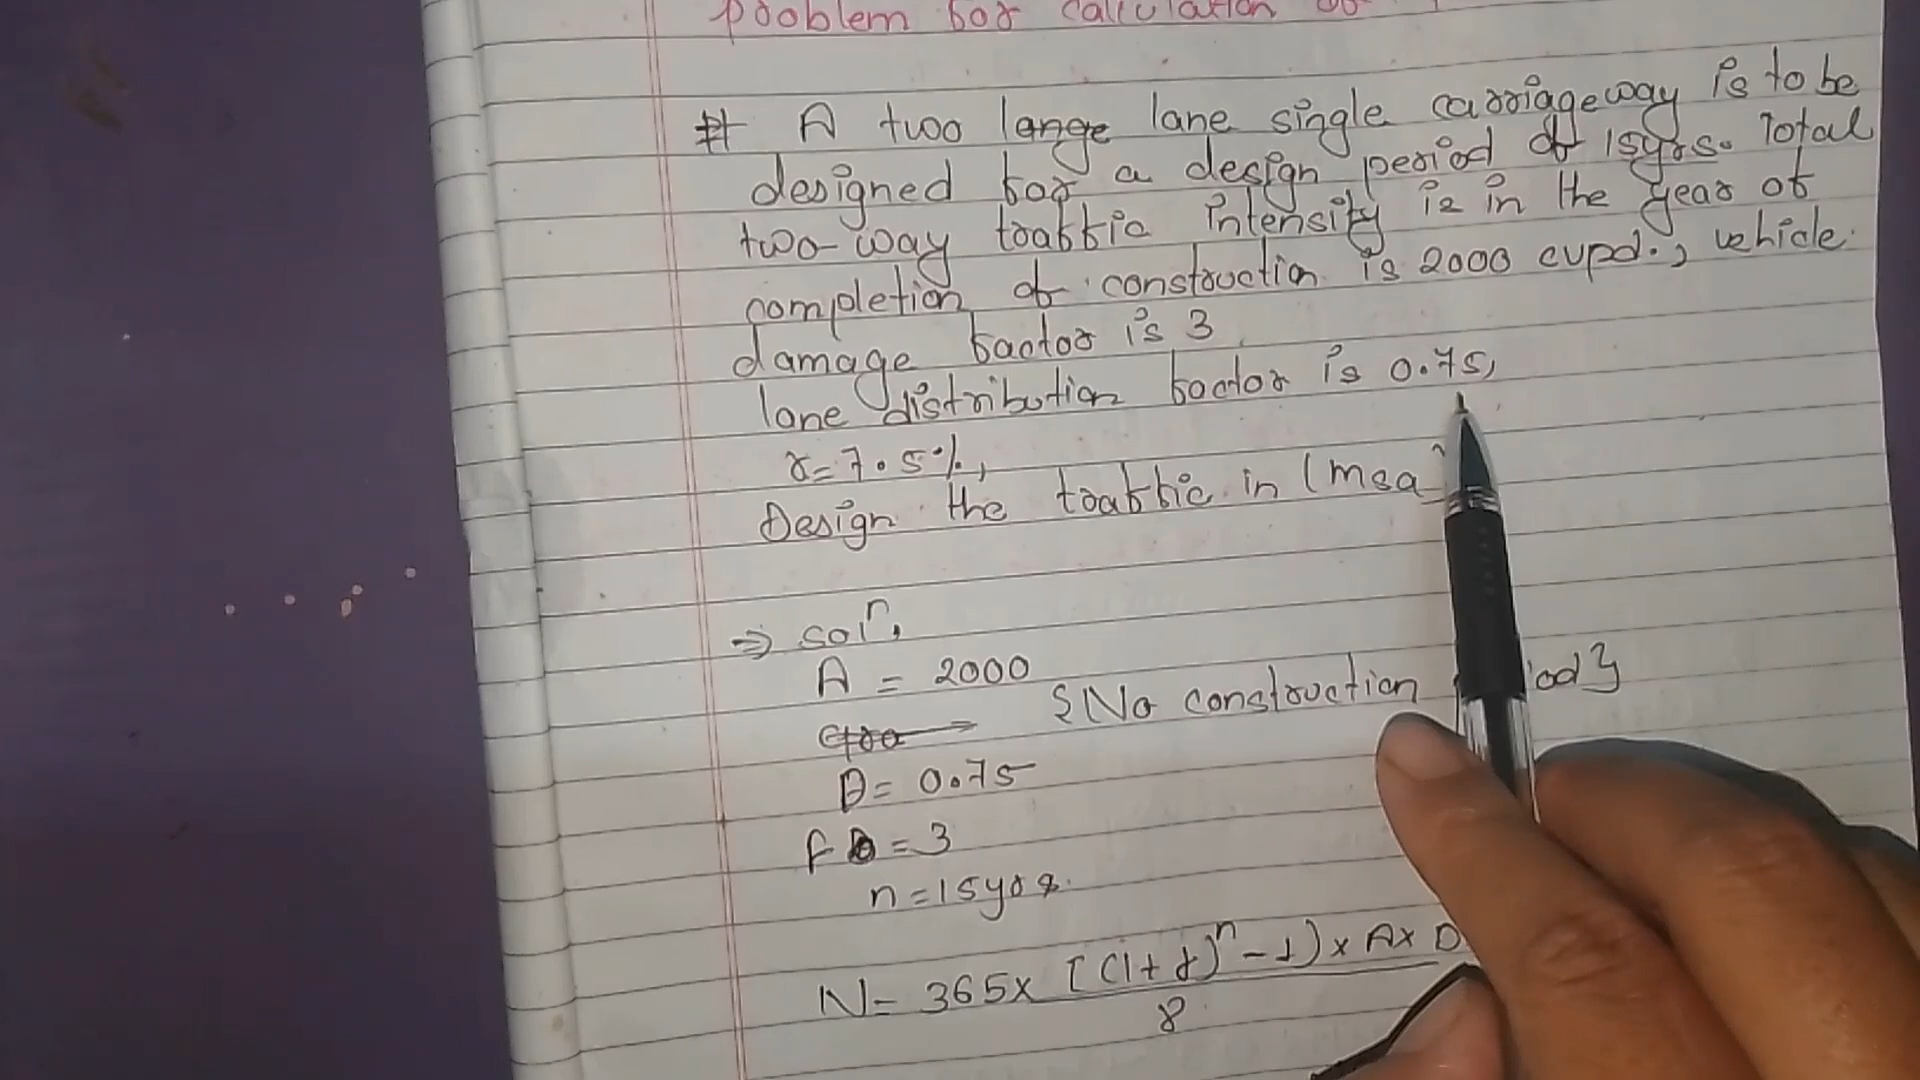 problem for calculation of
# A two lange lane single carriageway is to be
designed for a design period of 15yrs. Total
two-way traffic intensity is in the year of
completion of construction is 2000 cvpd., vehicle
damage factor is 3
lane distribution factor is 0.75,
r=7.5%,
Design the traffic in (msa
⇒ solⁿ,
A = 2000
{No construction iod}
D= 0.75
F = 3
n=15yrs.
N= 365x [(1+r)ⁿ-1)x Ax D
r